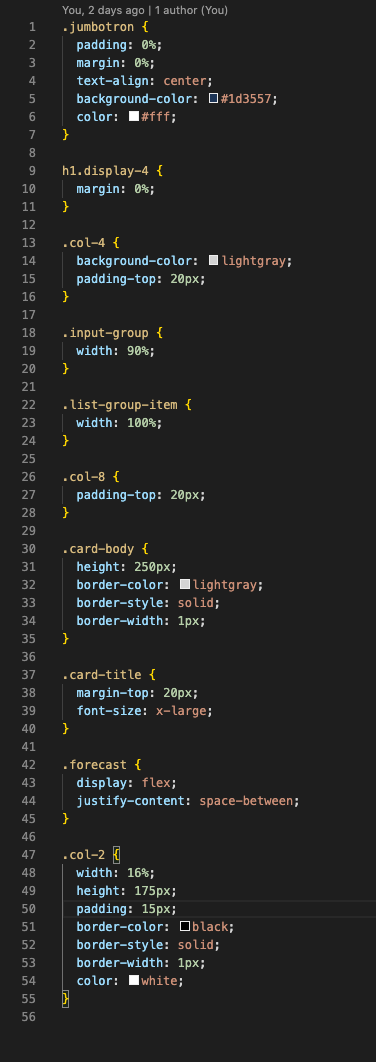 You, 2 days ago | 1 author (You)
1 .jumbotron {
2   padding: 0%;
3   margin: 0%;
4   text-align: center;
5   background-color: #1d3557;
6   color: #fff;
7 }
8
9 h1.display-4 {
10   margin: 0%;
11 }
12
13 .col-4 {
14   background-color: lightgray;
15   padding-top: 20px;
16 }
17
18 .input-group {
19   width: 90%;
20 }
21
22 .list-group-item {
23   width: 100%;
24 }
25
26 .col-8 {
27   padding-top: 20px;
28 }
29
30 .card-body {
31   height: 250px;
32   border-color: lightgray;
33   border-style: solid;
34   border-width: 1px;
35 }
36
37 .card-title {
38   margin-top: 20px;
39   font-size: x-large;
40 }
41
42 .forecast {
43   display: flex;
44   justify-content: space-between;
45 }
46
47 .col-2 {
48   width: 16%;
49   height: 175px;
50   padding: 15px;
51   border-color: black;
52   border-style: solid;
53   border-width: 1px;
54   color: white;
55 }
56